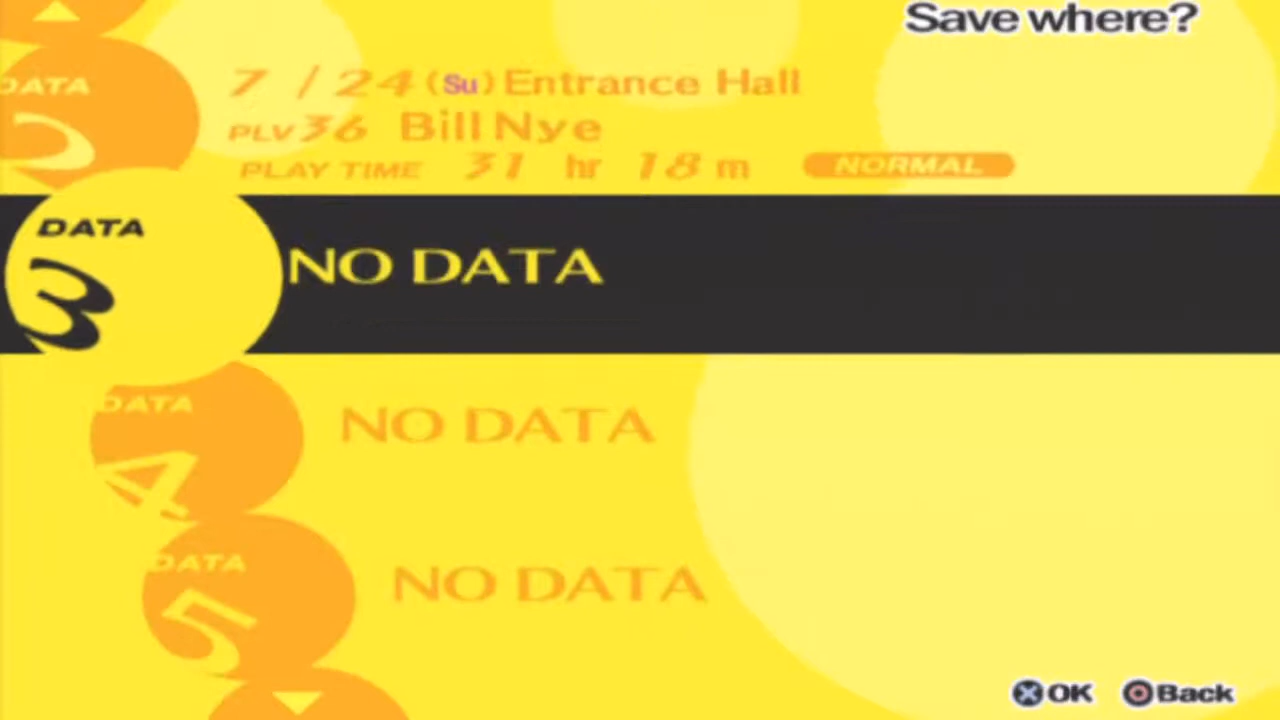 Save where?
DATA
2
7 / 24 (Su) Entrance Hall
PLV 36 Bill Nye
PLAY TIME 31 hr 18 m NORMAL
DATA
3
NO DATA
DATA
4
NO DATA
DATA
5
NO DATA
OK Back